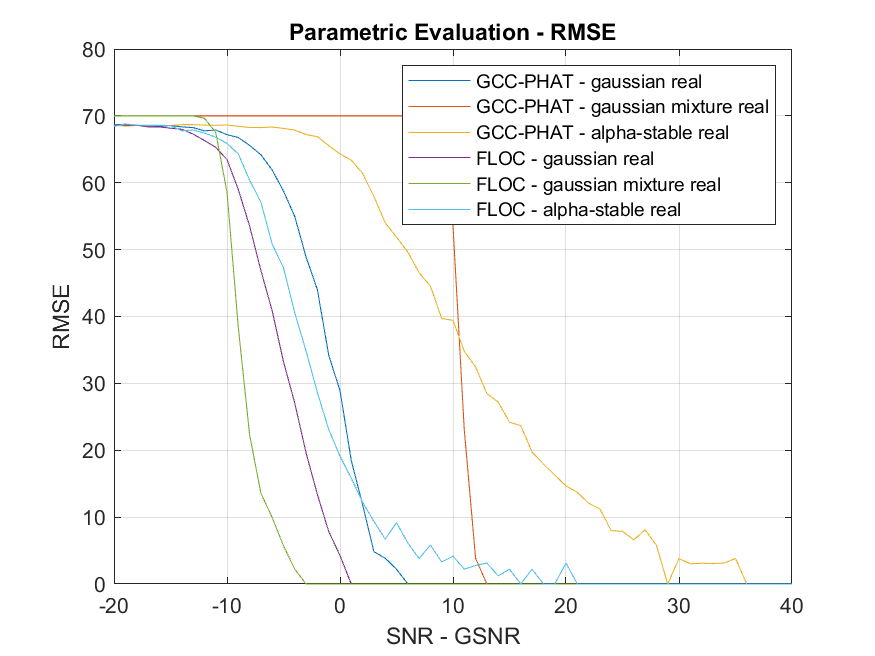 Parametric Evaluation - RMSE
80
70
60
50
40
30
20
10
0
RMSE
GCC-PHAT - gaussian real
GCC-PHAT - gaussian mixture real
GCC-PHAT - alpha-stable real
FLOC - gaussian real
FLOC - gaussian mixture real
FLOC - alpha-stable real
-20 -10 0 10 20 30 40
SNR - GSNR